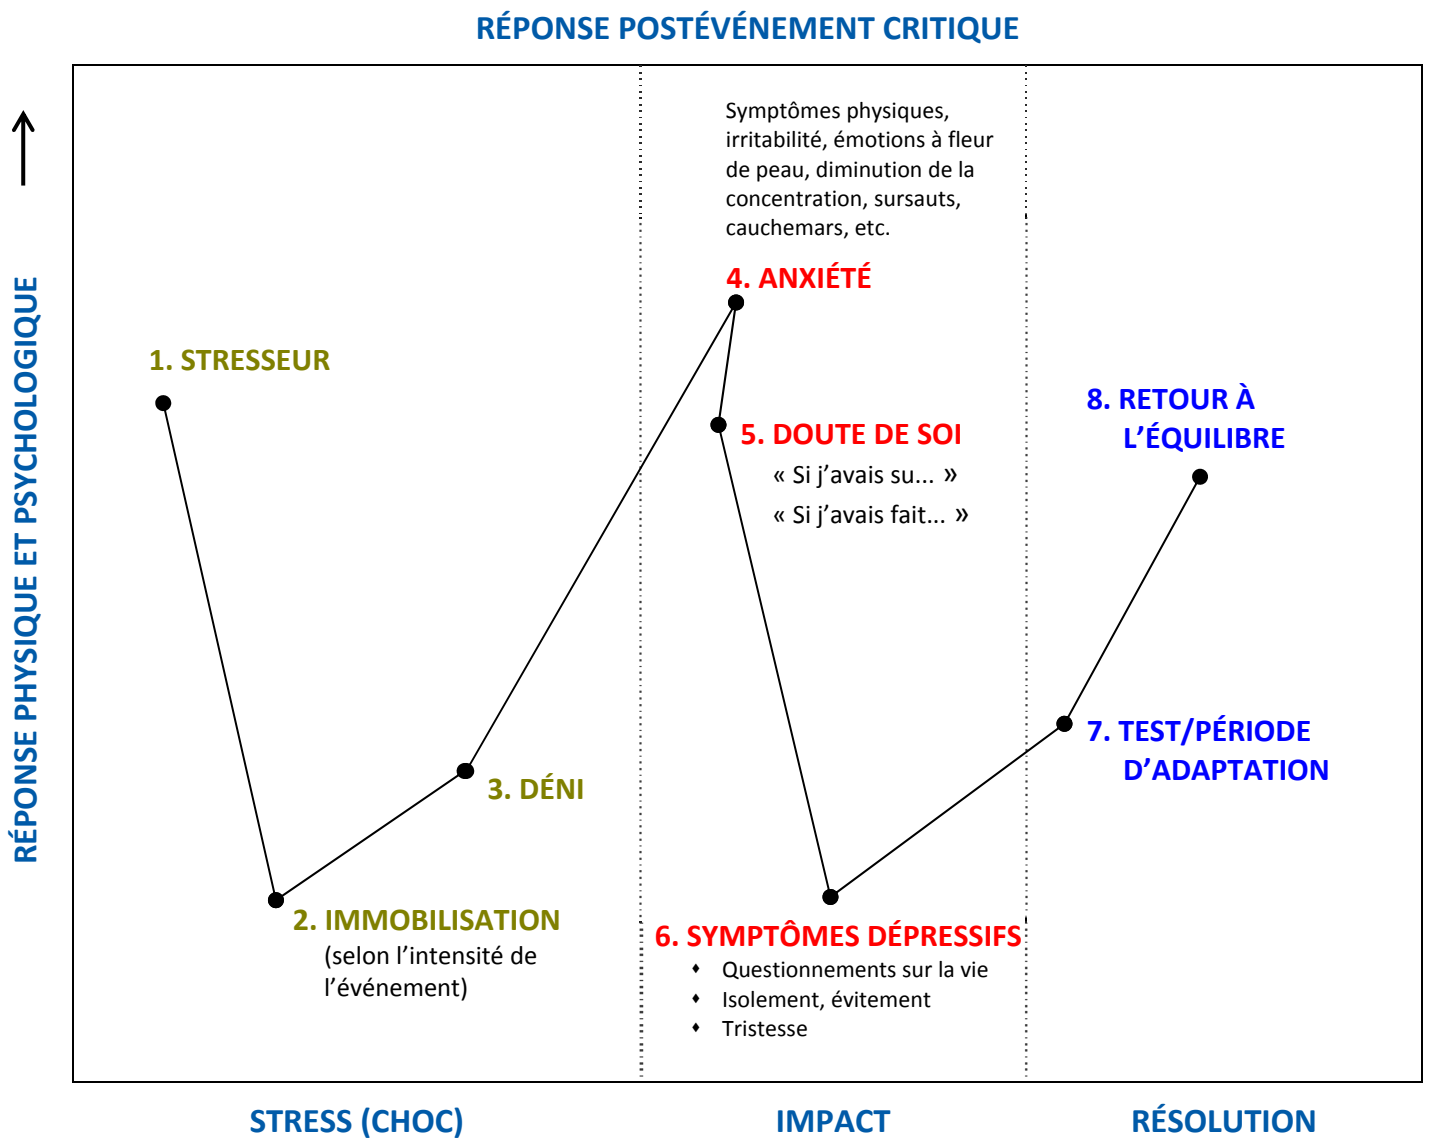 RÉPONSE POSTÉVÉNEMENT CRITIQUE
RÉPONSE PHYSIQUE ET PSYCHOLOGIQUE
1. STRESSEUR
2. IMMOBILISATION
(selon l’intensité de
l’événement)
3. DÉNI
Symptômes physiques,
irritabilité, émotions à fleur
de peau, diminution de la
concentration, sursauts,
cauchemars, etc.
4. ANXIÉTÉ
5. DOUTE DE SOI
« Si j’avais su... »
« Si j’avais fait... »
6. SYMPTÔMES DÉPRESSIFS
♦ Questionnements sur la vie
♦ Isolement, évitement
♦ Tristesse
7. TEST/PÉRIODE
D’ADAPTATION
8. RETOUR À
L’ÉQUILIBRE
STRESS (CHOC)
IMPACT
RÉSOLUTION